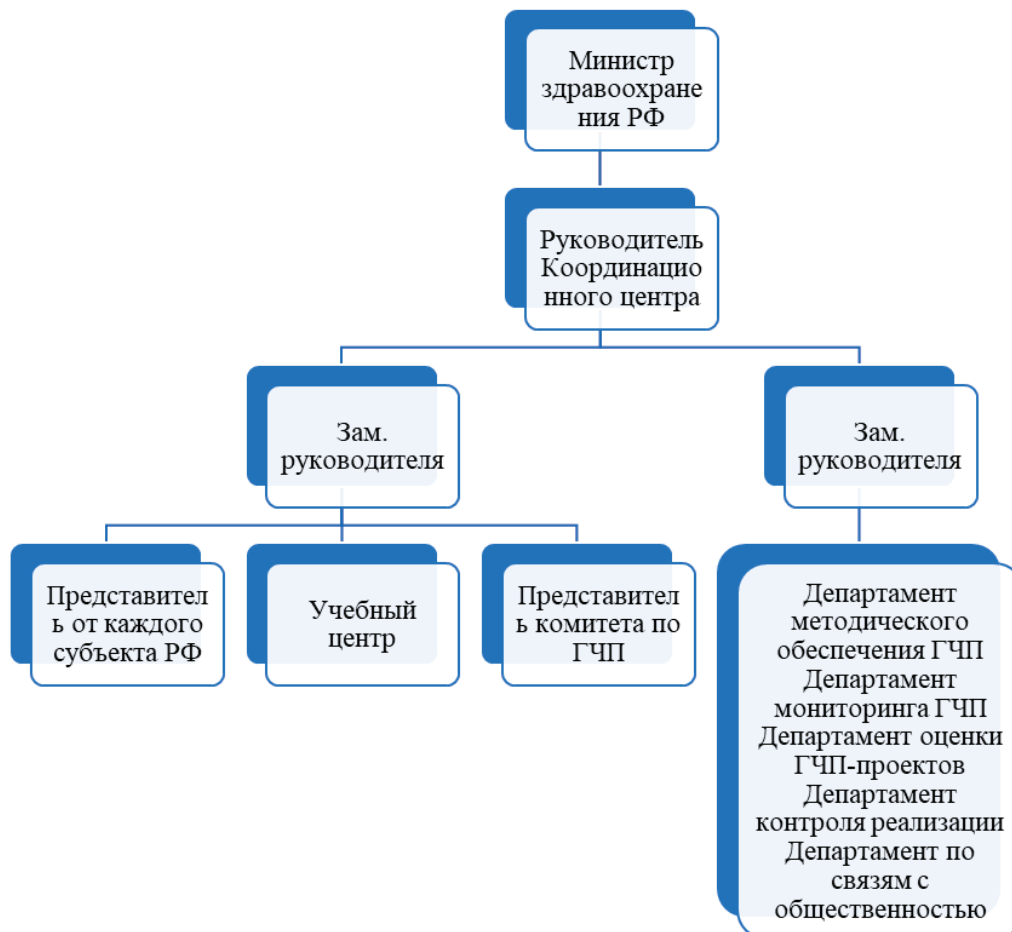 Министр
здравоохране
ния РФ
Руководитель
Координацио
нного центра
Зам.
руководителя
Зам.
руководителя
Представител
ь от каждого
субъекта РФ
Учебный
центр
Представител
ь комитета по
ГЧП
Департамент
методического
обеспечения ГЧП
Департамент
мониторинга ГЧП
Департамент оценки
ГЧП-проектов
Департамент
контроля реализации
Департамент по
связям с
общественностью